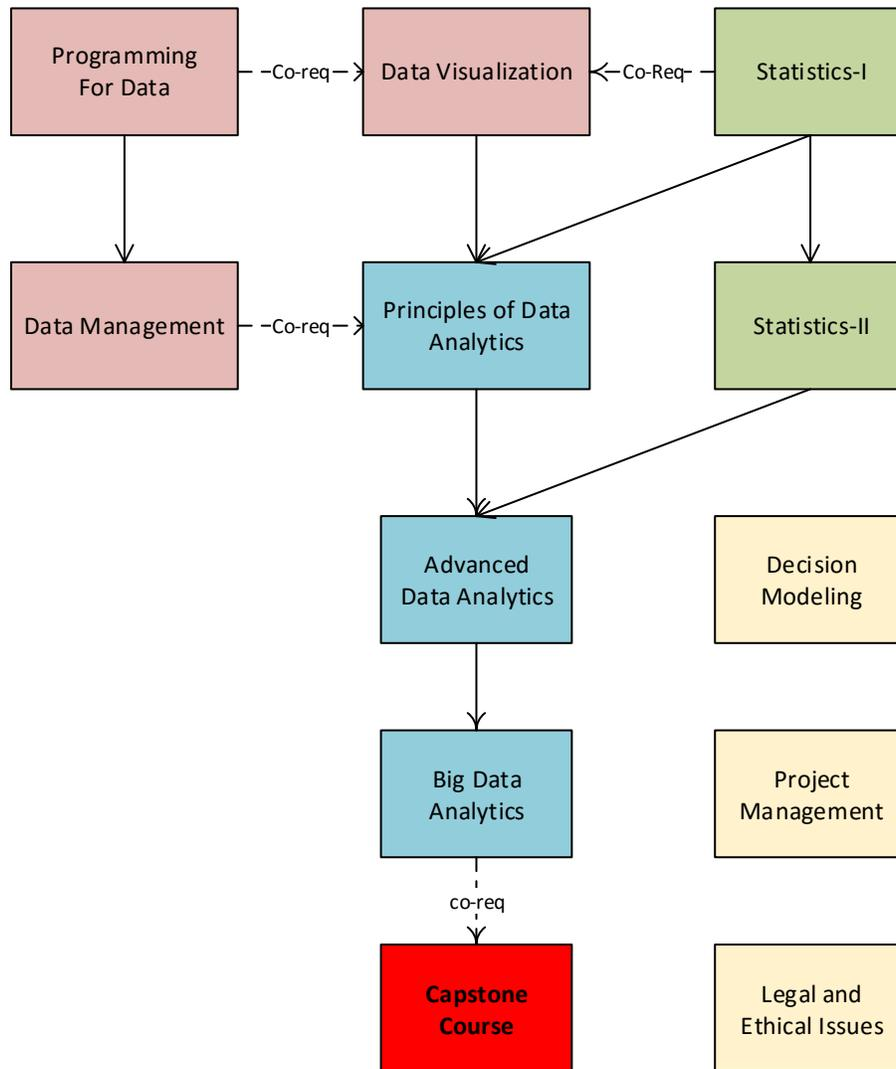 Programming
For Data
Co-req
Data Visualization
Co-Req
Statistics-I
Data Management
Co-req
Principles of Data
Analytics
Statistics-II
Advanced
Data Analytics
Decision
Modeling
Big Data
Analytics
Project
Management
co-req
Capstone
Course
Legal and
Ethical Issues